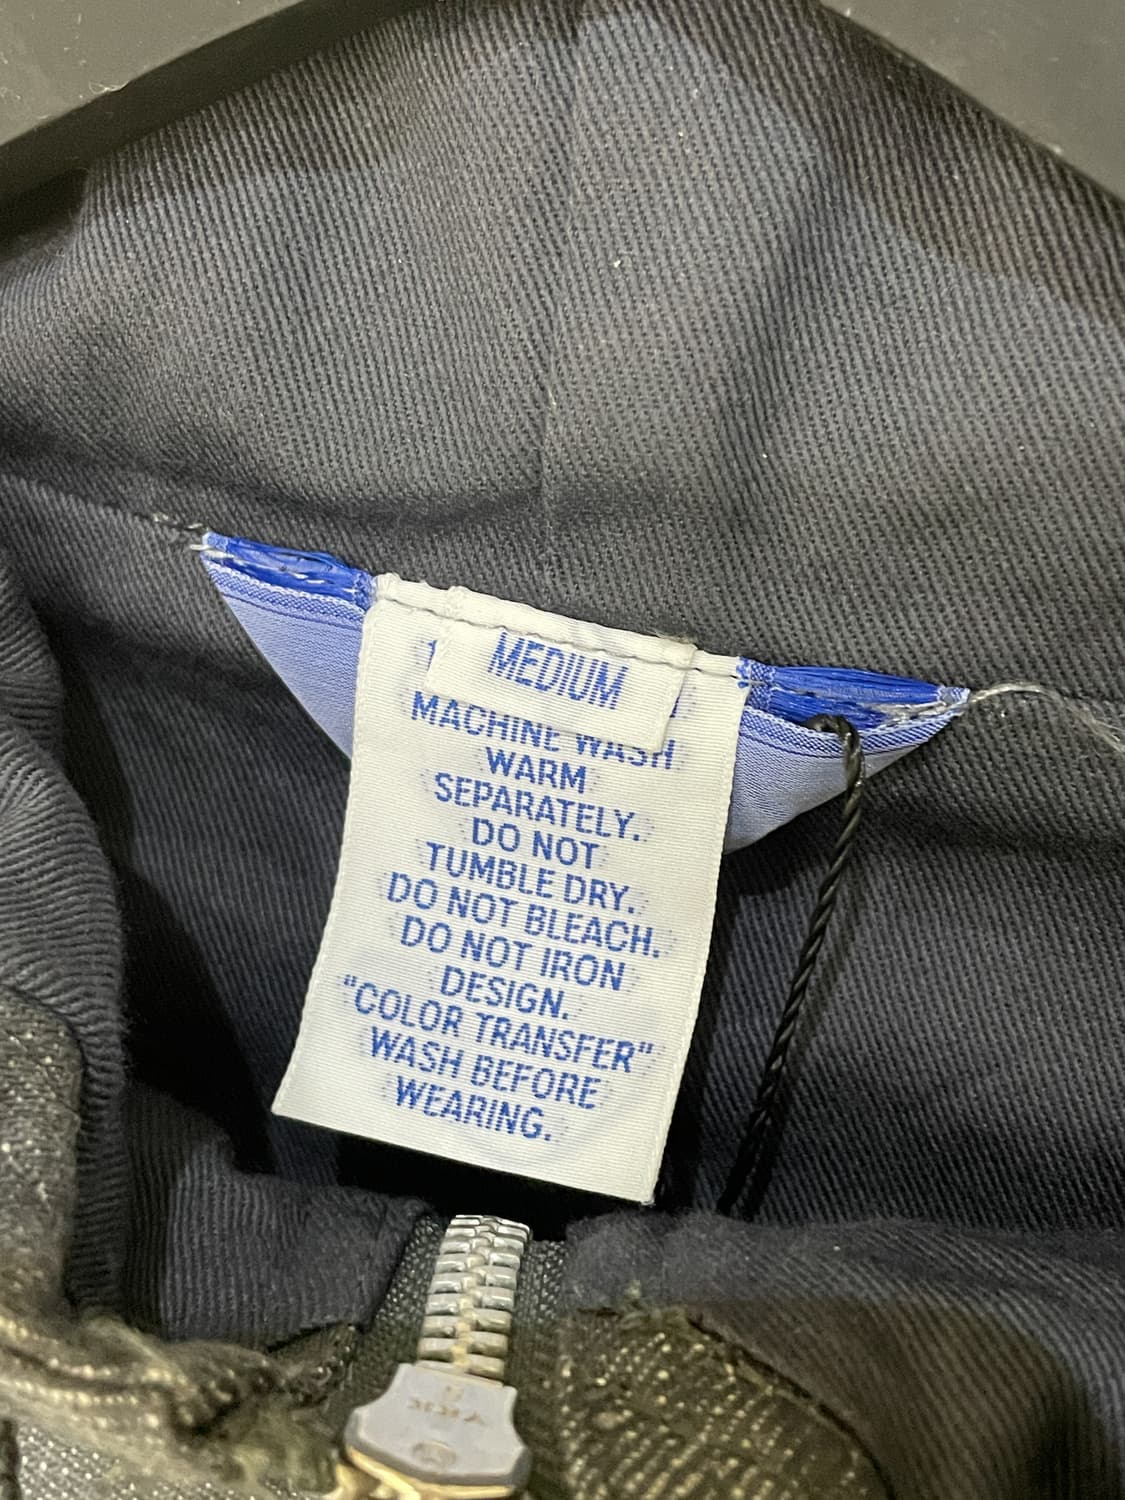 MEDIUM
MACHINE WASH
WARM
SEPARATELY.
DO NOT
TUMBLE DRY.
DO NOT BLEACH.
DO NOT IRON
DESIGN.
"COLOR TRANSFER"
WASH BEFORE
WEARING.